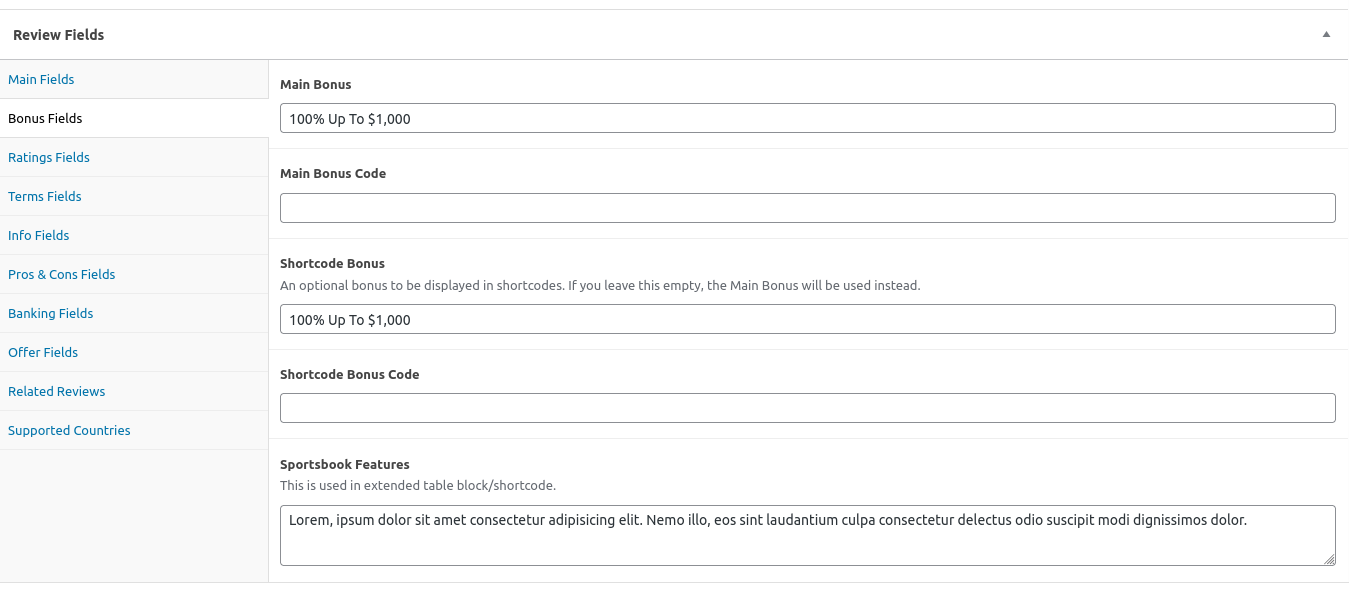 Review Fields
Main Fields
Bonus Fields
Ratings Fields
Terms Fields
Info Fields
Pros & Cons Fields
Banking Fields
Offer Fields
Related Reviews
Supported Countries
Main Bonus
100% Up To $1,000
Main Bonus Code
Shortcode Bonus
An optional bonus to be displayed in shortcodes. If you leave this empty, the Main Bonus will be used instead.
100% Up To $1,000
Shortcode Bonus Code
Sportsbook Features
This is used in extended table block/shortcode.
Lorem, ipsum dolor sit amet consectetur adipisicing elit. Nemo illo, eos sint laudantium culpa consectetur delectus odio suscipit modi dignissimos dolor.